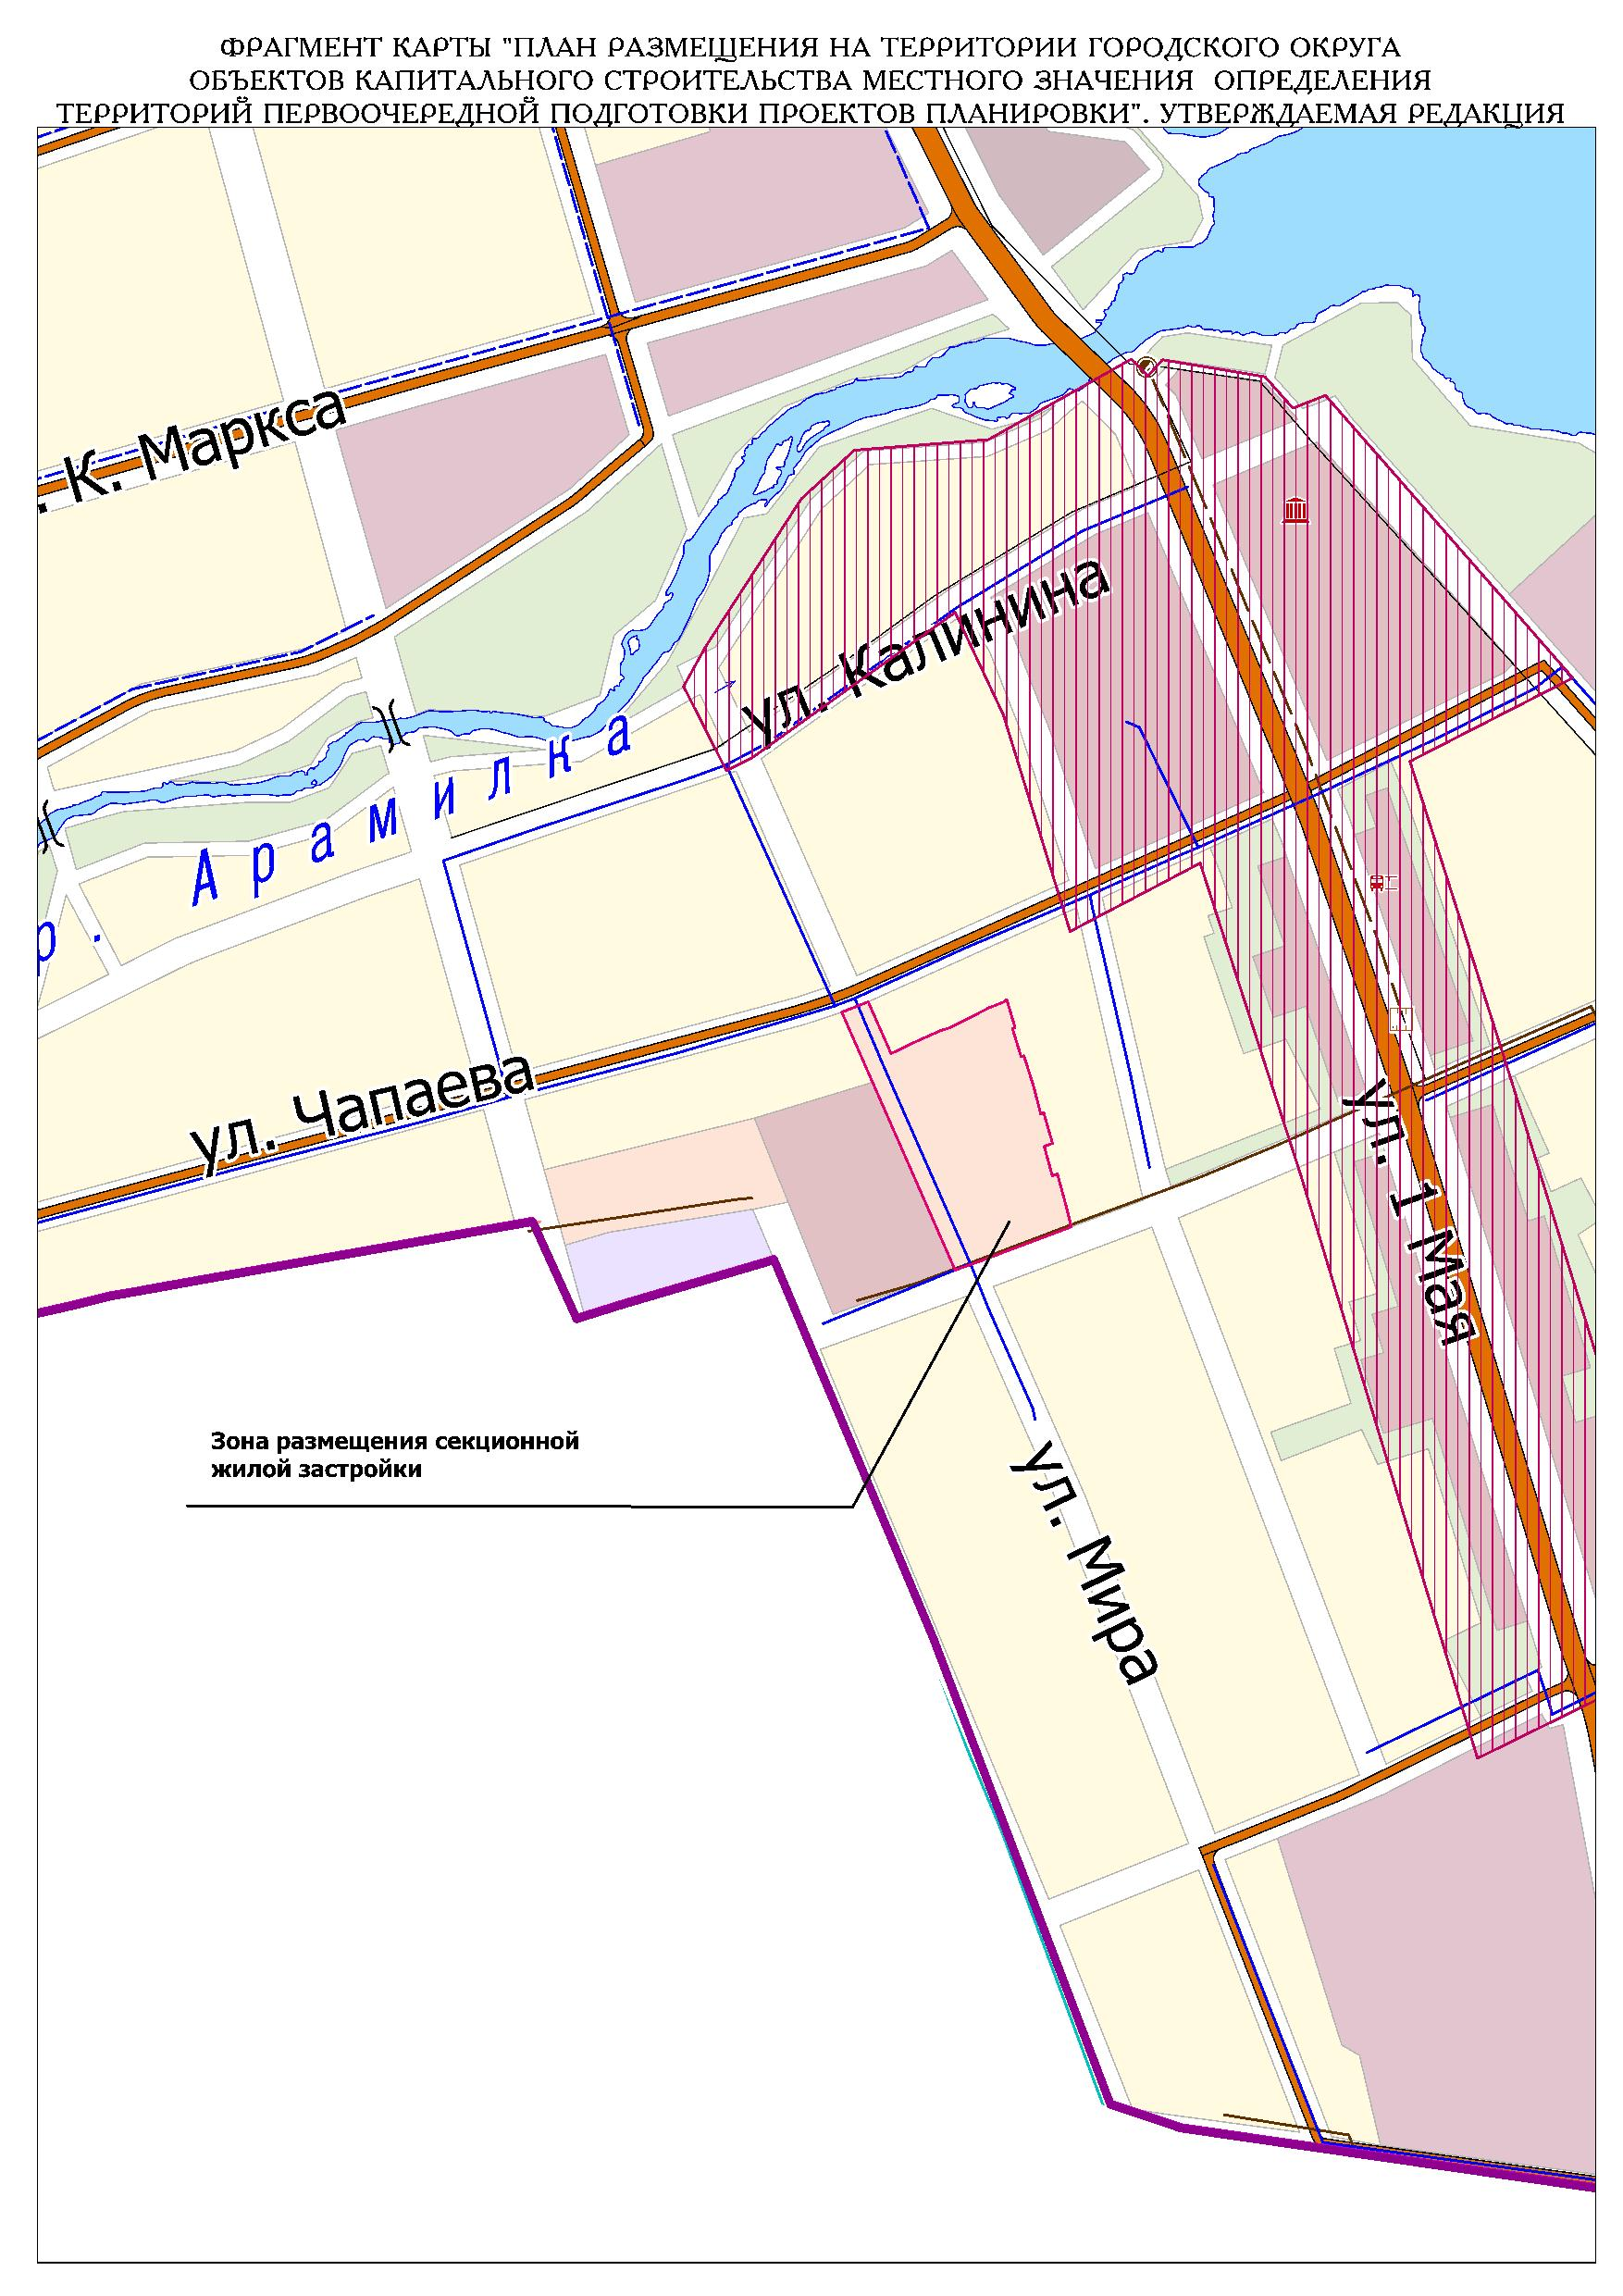 ФРАГМЕНТ КАРТЫ "ПЛАН РАЗМЕЩЕНИЯ НА ТЕРРИТОРИИ ГОРОДСКОГО ОКРУГА
ОБЪЕКТОВ КАПИТАЛЬНОГО СТРОИТЕЛЬСТВА МЕСТНОГО ЗНАЧЕНИЯ ОПРЕДЕЛЕНИЯ
ТЕРРИТОРИЙ ПЕРВООЧЕРЕДНОЙ ПОДГОТОВКИ ПРОЕКТОВ ПЛАНИРОВКИ". УТВЕРЖДАЕМАЯ РЕДАКЦИЯ
. К. Маркса
ул. Калинина
р. Арамилка
ул. Чапаева
ул. 1 Мая
Зона размещения секционной
жилой застройки
ул. Мира